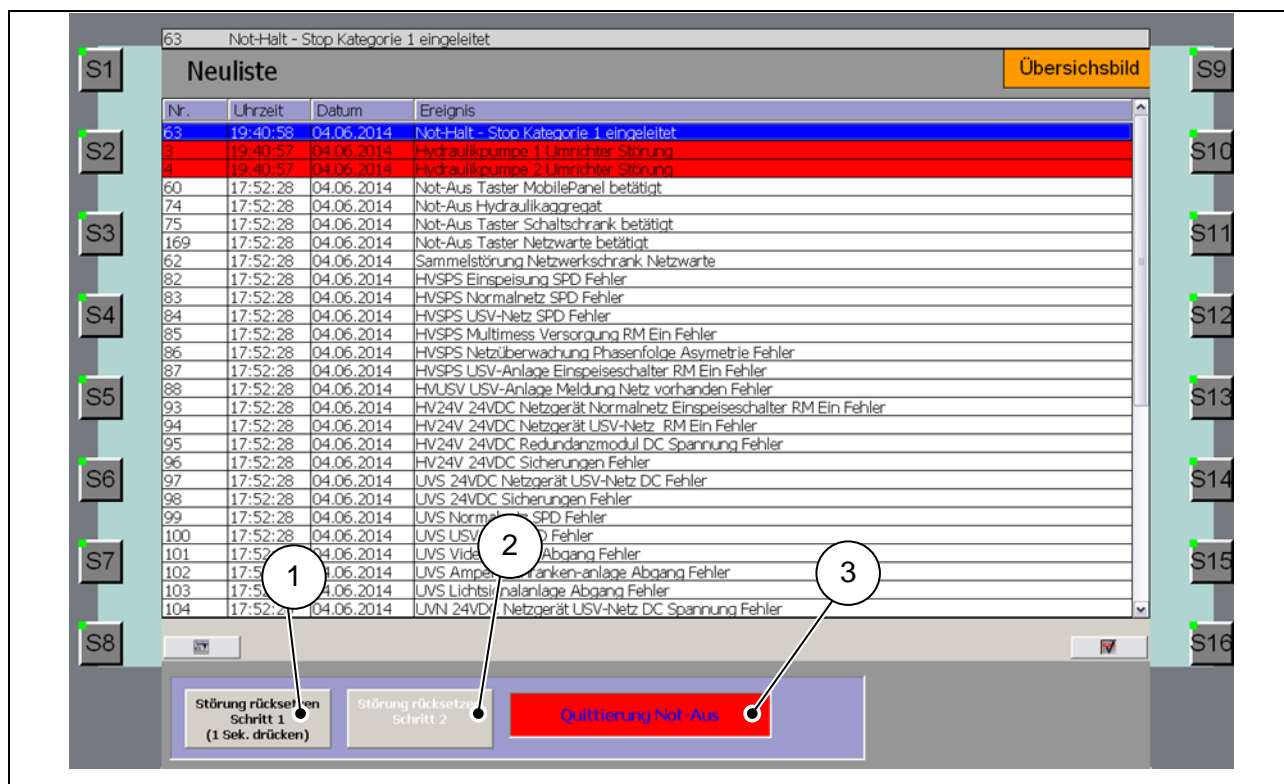 63 Not-Halt - Stop Kategorie 1 eingeleitet
Neuliste Übersichsbild
S1
S2
S3
S4
S5
S6
S7
S8
S9
S10
S11
S12
S13
S14
S15
S16
Nr. Uhrzeit Datum Ereignis
63 19:40:58 04.06.2014 Not-Halt - Stop Kategorie 1 eingeleitet
3 19:40:57 04.06.2014 Hydraulikpumpe 1 Umrichter Störung
4 19:40:57 04.06.2014 Hydraulikpumpe 2 Umrichter Störung
60 17:52:28 04.06.2014 Not-Aus Taster MobilePanel betätigt
74 17:52:28 04.06.2014 Not-Aus Hydraulikaggregat
75 17:52:28 04.06.2014 Not-Aus Taster Schaltschrank betätigt
169 17:52:28 04.06.2014 Not-Aus Taster Netzwarte betätigt
62 17:52:28 04.06.2014 Sammelstörung Netzwerkschrank Netzwarte
82 17:52:28 04.06.2014 HVSPS Einspeisung SPD Fehler
83 17:52:28 04.06.2014 HVSPS Normalnetz SPD Fehler
84 17:52:28 04.06.2014 HVSPS USV-Netz SPD Fehler
85 17:52:28 04.06.2014 HVSPS Multimess Versorgung RM Ein Fehler
86 17:52:28 04.06.2014 HVSPS Netzüberwachung Phasenfolge Asymetrie Fehler
87 17:52:28 04.06.2014 HVSPS USV-Anlage Einspeiseschalter RM Ein Fehler
88 17:52:28 04.06.2014 HVUSV USV-Anlage Meldung Netz vorhanden Fehler
93 17:52:28 04.06.2014 HV24V 24VDC Netzgerät Normalnetz Einspeiseschalter RM Ein Fehler
94 17:52:28 04.06.2014 HV24V 24VDC Netzgerät USV-Netz RM Ein Fehler
95 17:52:28 04.06.2014 HV24V 24VDC Redundanzmodul DC Spannung Fehler
96 17:52:28 04.06.2014 HV24V 24VDC Sicherungen Fehler
97 17:52:28 04.06.2014 UVS 24VDC Netzgerät USV-Netz DC Fehler
98 17:52:28 04.06.2014 UVS 24VDC Sicherungen Fehler
99 17:52:28 04.06.2014 UVS SPD Fehler
100 17:52:28 04.06.2014 UVS Fehler
101 04.06.2014 UVS Abgang Fehler
102 UVS Abgang Fehler
103 04.06.2014 UVS Lichtsignalanlage Abgang Fehler
104 04.06.2014 UVN 24VDC Netzgerät USV-Netz DC Spannung Fehler
1
2
3
Störung rücksetzen
Schritt 1
(1 Sek. drücken)
Störung rücksetzen
Schritt 2
Quittierung Not-Aus